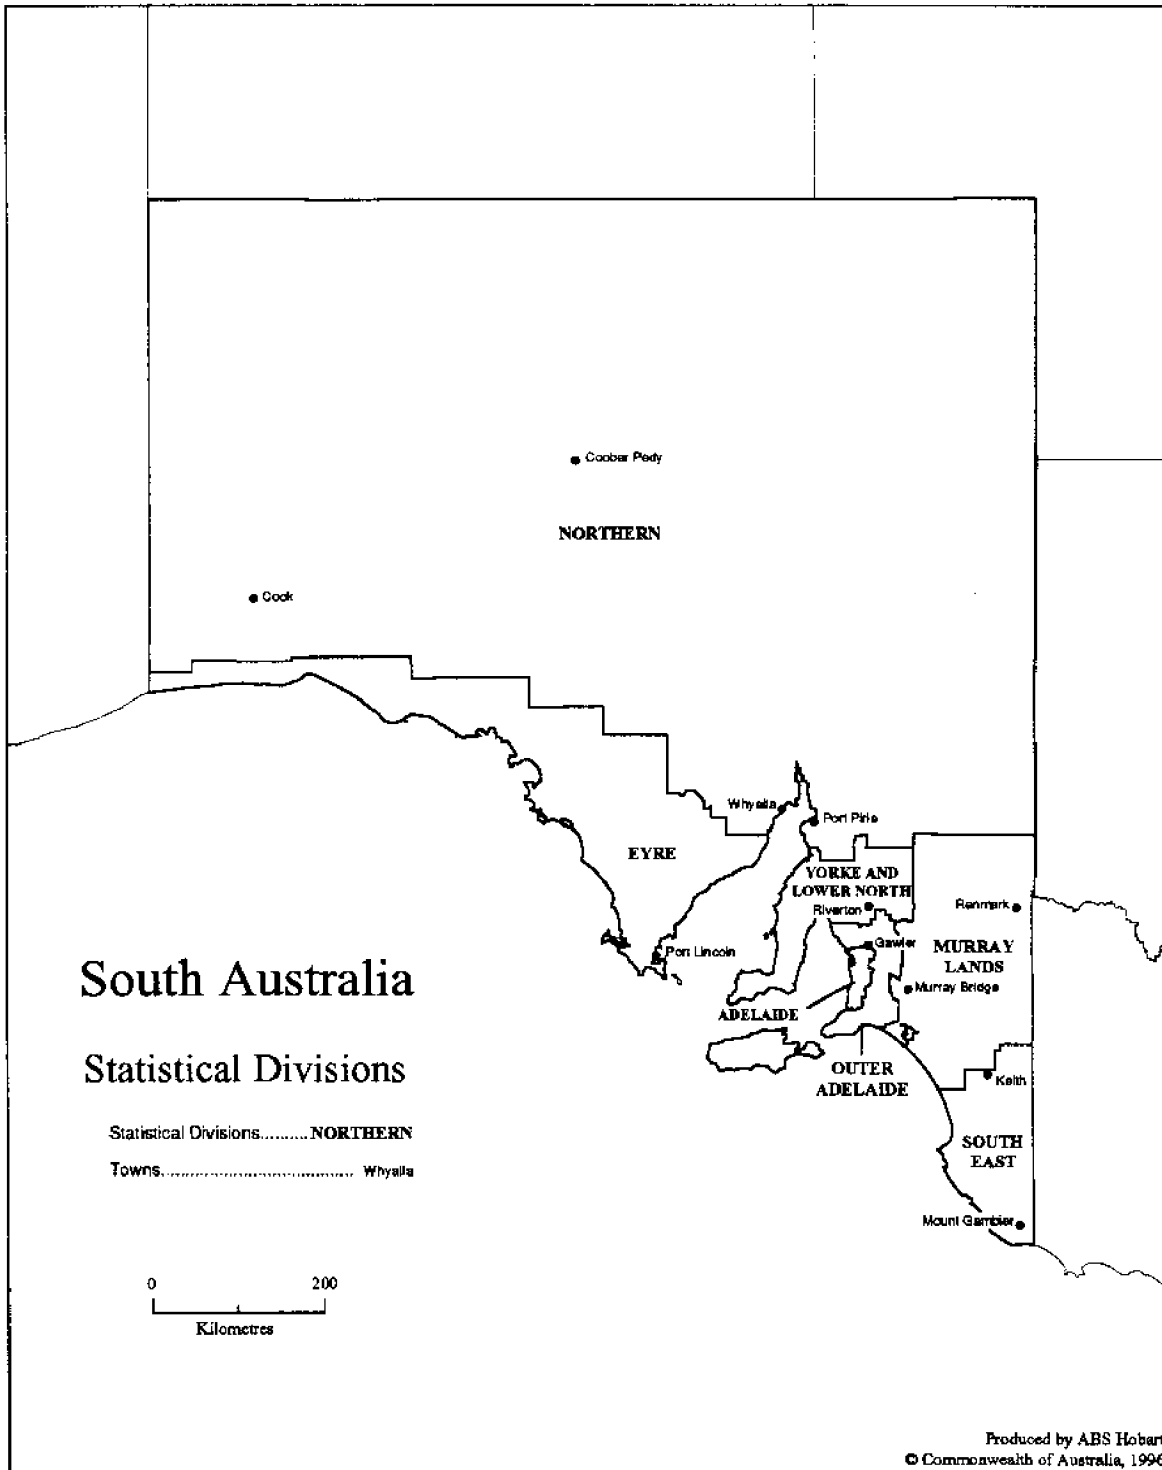 Coober Pedy
NORTHERN
Cook
Whyalla
Port Pirie
EYRE
YORKE AND
LOWER NORTH
Riverton
Renmark
Gawler
MURRAY
LANDS
Port Lincoln
South Australia
Murray Bridge
ADELAIDE
Statistical Divisions
OUTER
ADELAIDE
Keith
Statistical Divisions..........NORTHERN
SOUTH
EAST
Towns..................................... Whyalla
Mount Gambier
0 200
Kilometres
Produced by ABS Hobart
© Commonwealth of Australia, 1996